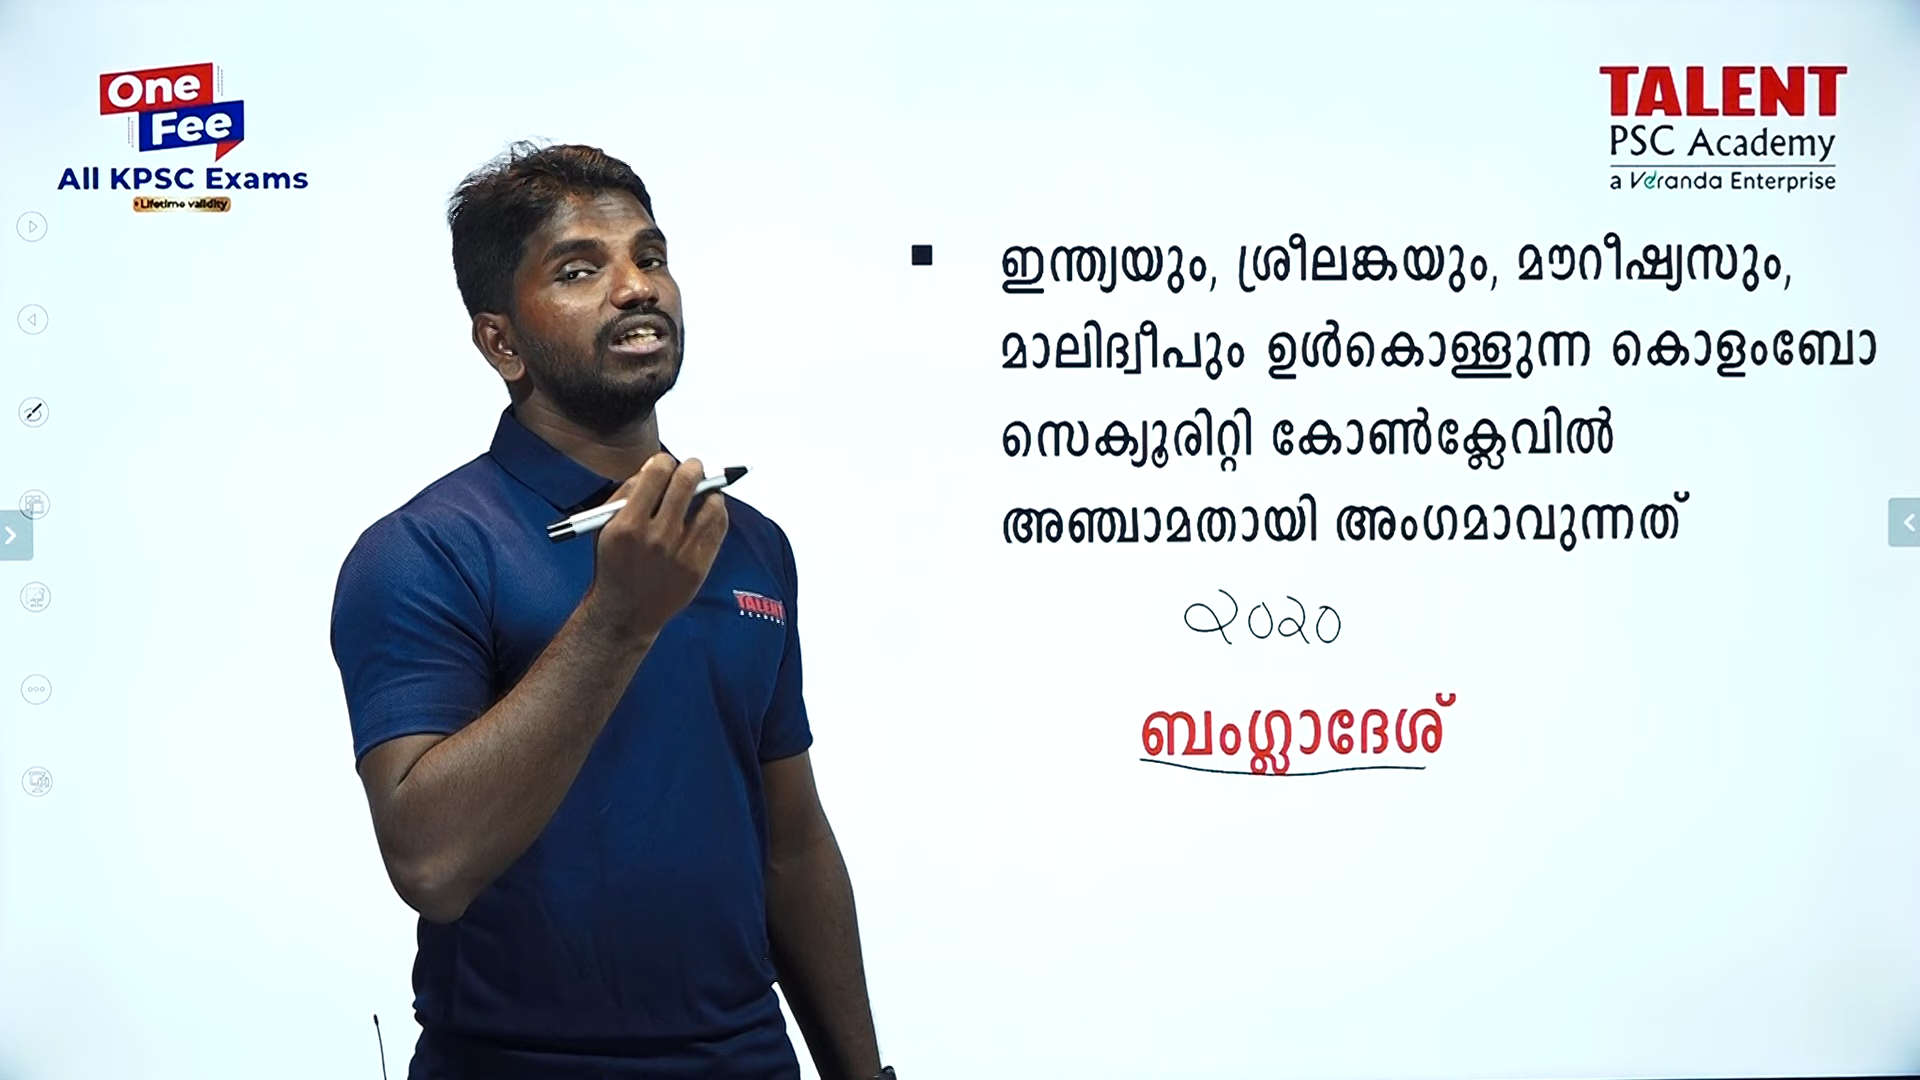 One
Fee
All KPSC Exams
Lifetime validity
TALENT
PSC Academy
a Veranda Enterprise
■ ഇന്ത്യയും, ശ്രീലങ്കയും, മൗറീഷ്യസും,
മാലിദ്വീപും ഉൾകൊള്ളുന്ന കൊളംബോ
സെക്യൂരിറ്റി കോൺക്ലേവിൽ
അഞ്ചാമതായി അംഗമാവുന്നത്
2020
ബംഗ്ലാദേശ്
TALENT
ACADEMY